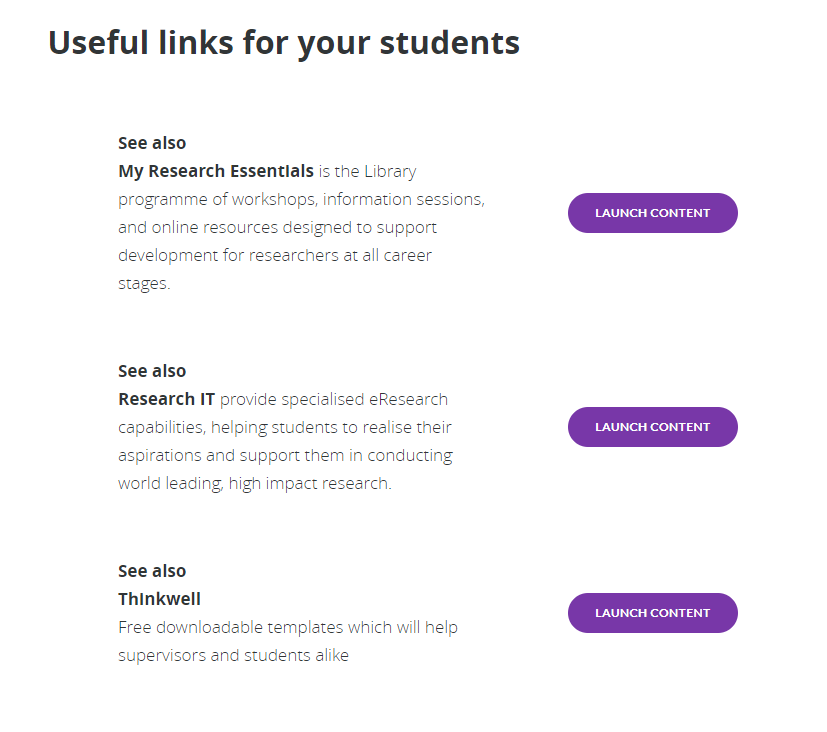 Useful links for your students
See also
My Research Essentials is the Library
programme of workshops, information sessions,
and online resources designed to support
development for researchers at all career
stages.
LAUNCH CONTENT
See also
Research IT provide specialised eResearch
capabilities, helping students to realise their
aspirations and support them in conducting
world leading, high impact research.
LAUNCH CONTENT
See also
ThInkwell
Free downloadable templates which will help
supervisors and students alike
LAUNCH CONTENT